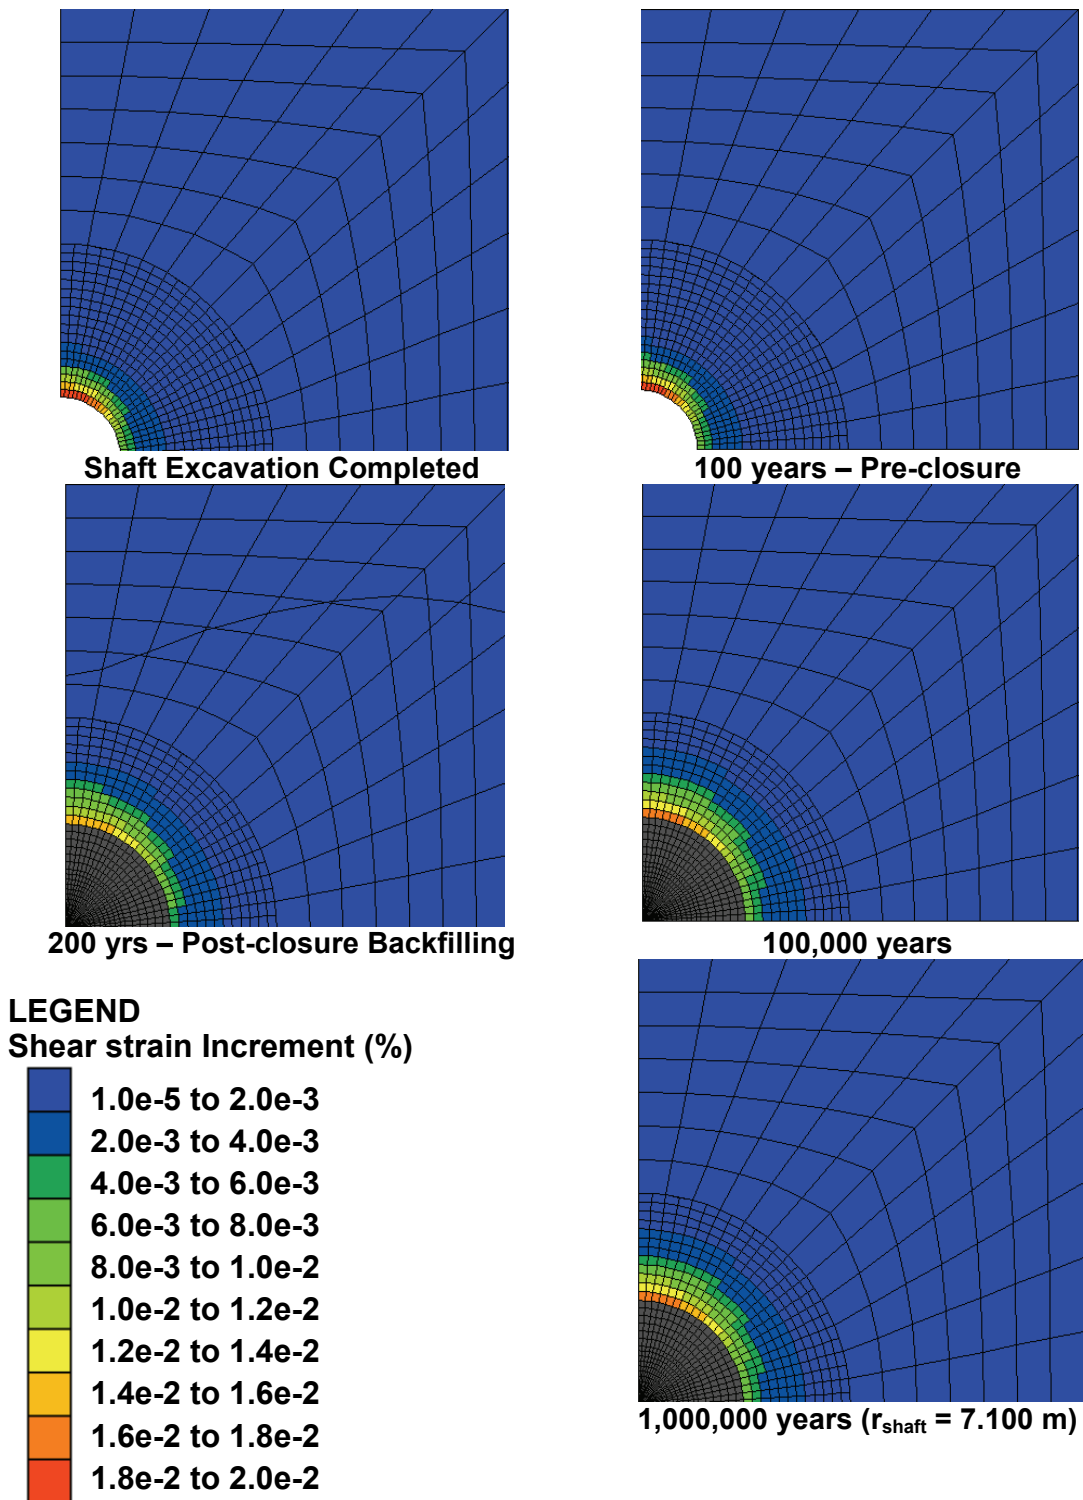 Shaft Excavation Completed
100 years – Pre-closure
200 yrs – Post-closure Backfilling
100,000 years
LEGEND
Shear strain Increment (%)
1.0e-5 to 2.0e-3
2.0e-3 to 4.0e-3
4.0e-3 to 6.0e-3
6.0e-3 to 8.0e-3
8.0e-3 to 1.0e-2
1.0e-2 to 1.2e-2
1.2e-2 to 1.4e-2
1.4e-2 to 1.6e-2
1.6e-2 to 1.8e-2
1.8e-2 to 2.0e-2
1,000,000 years (rshaft = 7.100 m)